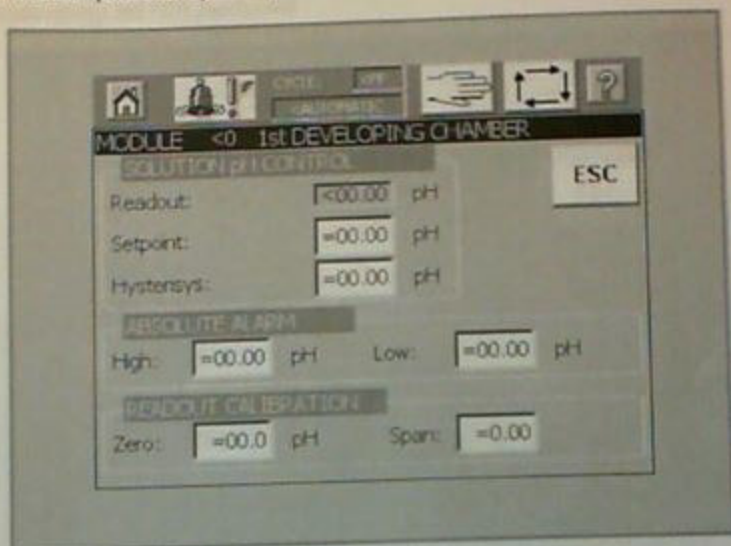 CYCLE: OFF
AUTOMATIC
?
MODULE <0 1st DEVELOPING CHAMBER
SOLUTION pH CONTROL
ESC
Readout: <00.00 pH
Setpoint: =00.00 pH
Hystensys: =00.00 pH
ABSOLUTE ALARM
High: =00.00 pH Low: =00.00 pH
READOUT CALIBRATION
Zero: =00.0 pH Span: =0.00